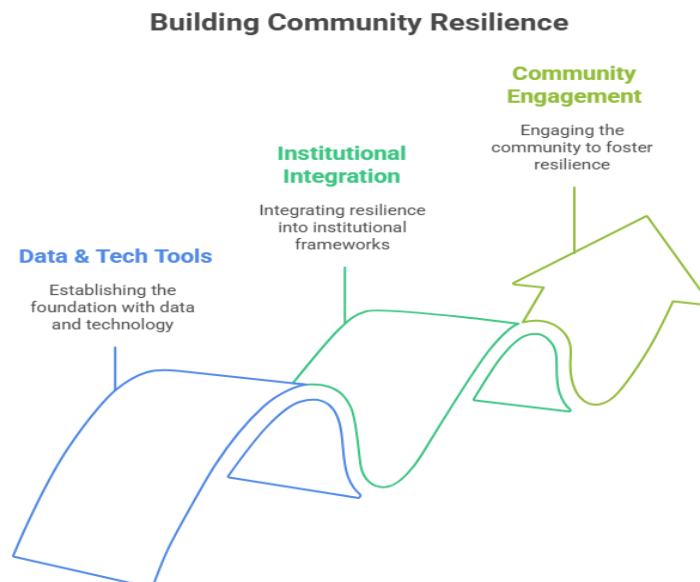 Building Community Resilience
Community
Engagement
Engaging the
community to foster
resilience
Institutional
Integration
Integrating resilience
into institutional
frameworks
Data & Tech Tools
Establishing the
foundation with data
and technology